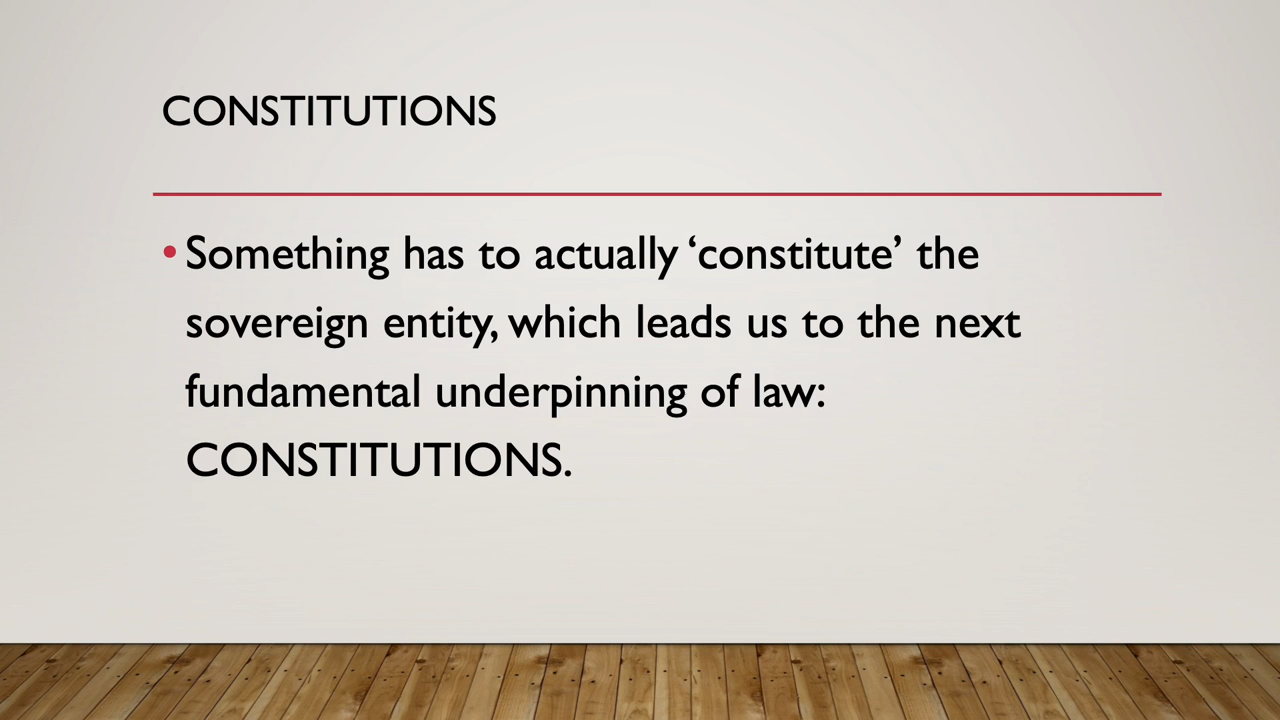 CONSTITUTIONS
• Something has to actually ‘constitute’ the
sovereign entity, which leads us to the next
fundamental underpinning of law:
CONSTITUTIONS.